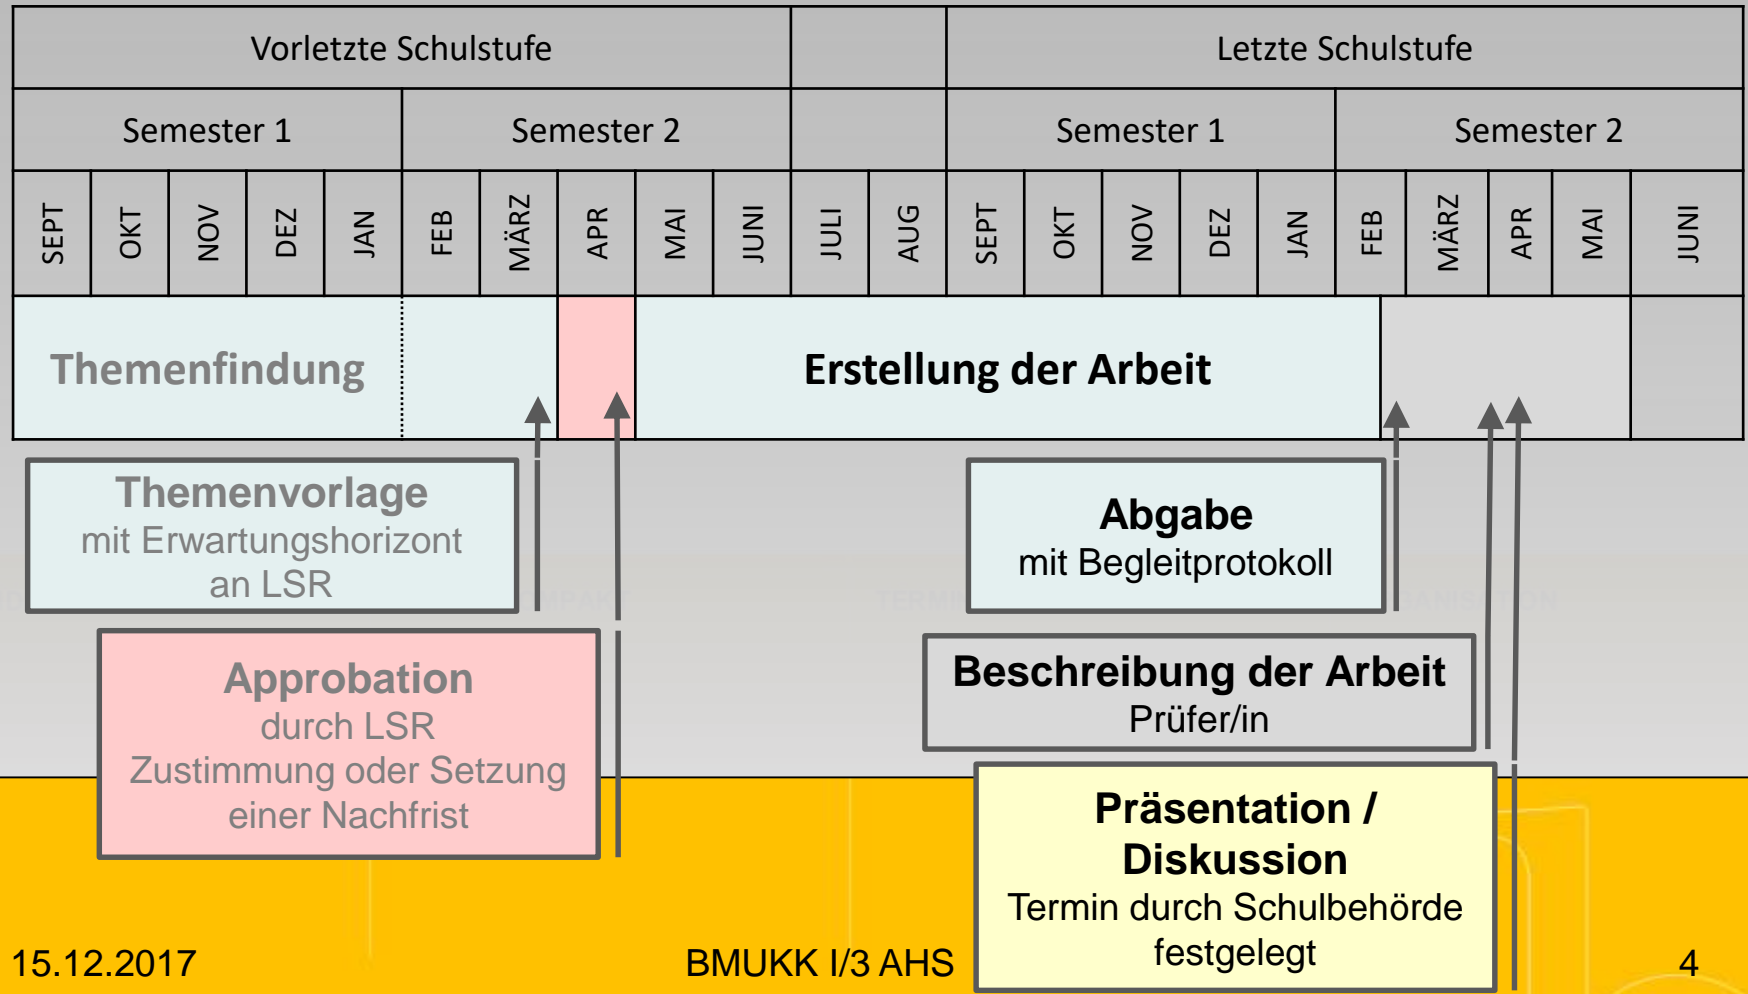 Vorletzte Schulstufe
Letzte Schulstufe
Semester 1
Semester 2
Semester 1
Semester 2
SEPT
OKT
NOV
DEZ
JAN
FEB
MÄRZ
APR
MAI
JUNI
JULI
AUG
SEPT
OKT
NOV
DEZ
JAN
FEB
MÄRZ
APR
MAI
JUNI
Themenfindung
Erstellung der Arbeit
Themenvorlage
mit Erwartungshorizont
an LSR
Abgabe
mit Begleitprotokoll
Approbation
durch LSR
Zustimmung oder Setzung
einer Nachfrist
Beschreibung der Arbeit
Prüfer/in
Präsentation /
Diskussion
Termin durch Schulbehörde
festgelegt
15.12.2017
BMUKK I/3 AHS
4